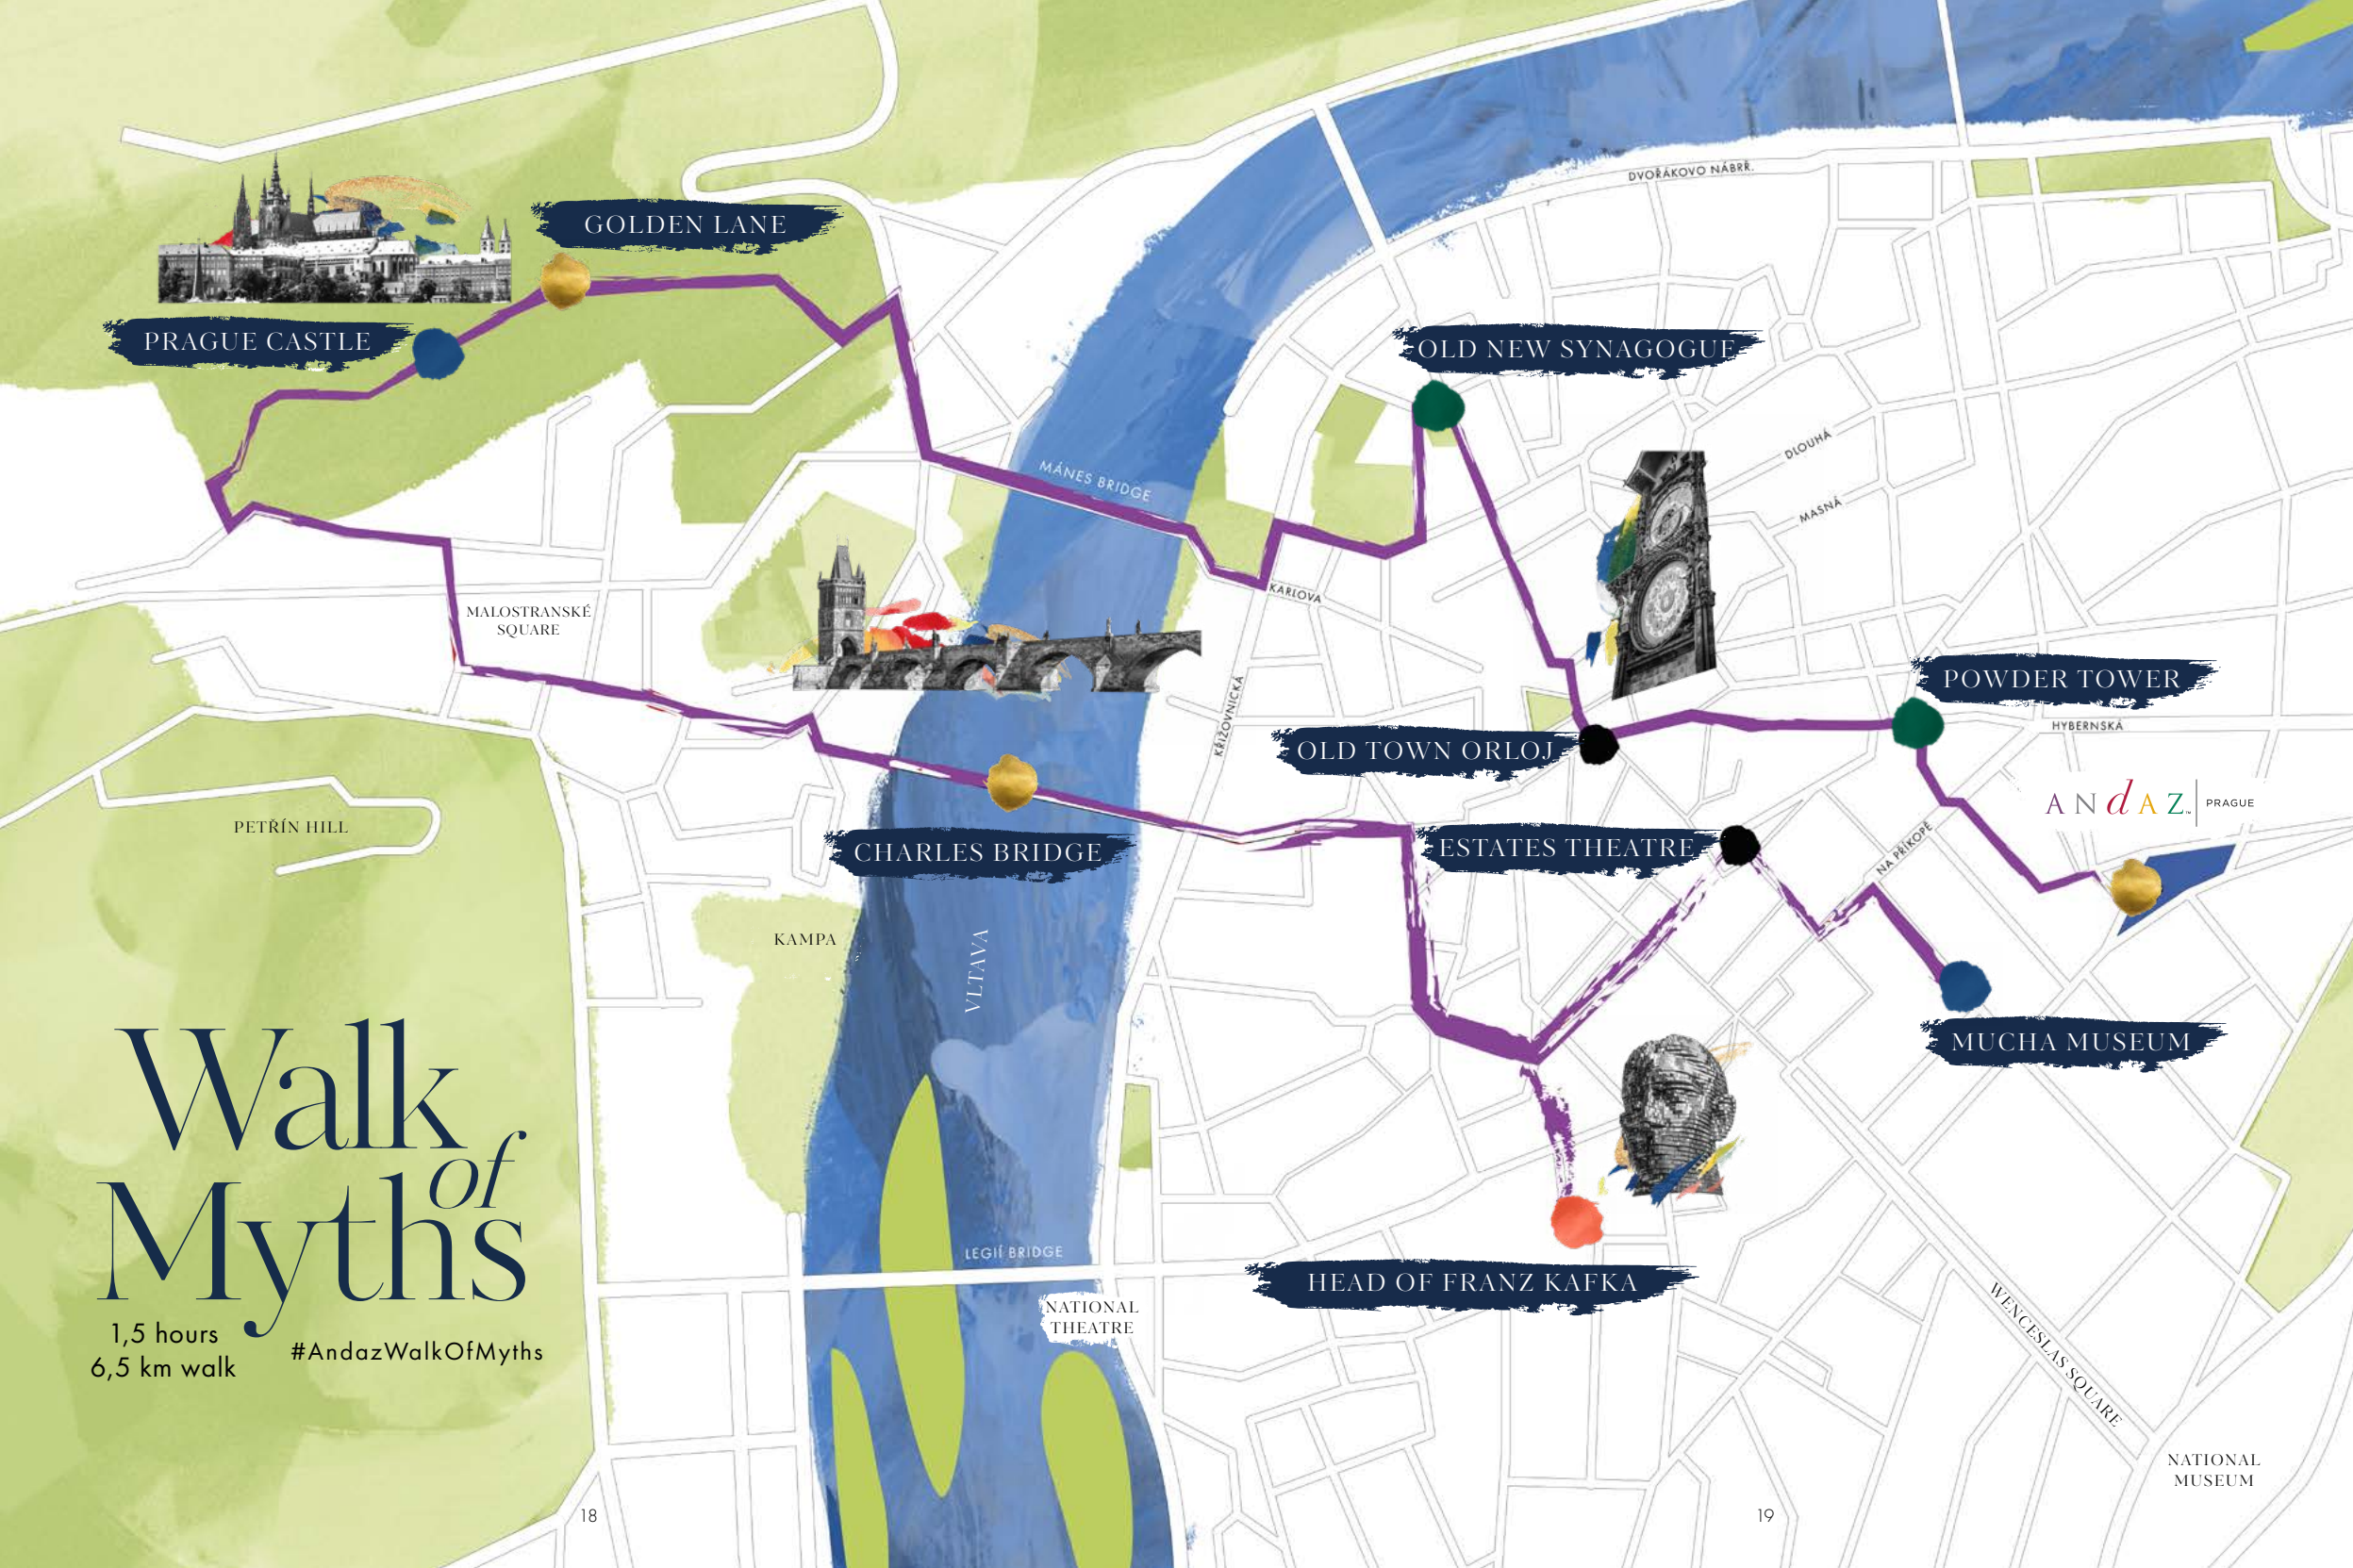 DVOŘÁKOVO NÁBRŘ.
GOLDEN LANE
PRAGUE CASTLE
OLD NEW SYNAGOGUE
DLOUHÁ
MÁNES BRIDGE
MASNÁ
KARLOVA
MALOSTRANSKÉ
SQUARE
KŘIŽOVNICKÁ
POWDER TOWER
HYBERNSKÁ
OLD TOWN ORLOJ
ANdAZ™ | PRAGUE
PETŘÍN HILL
CHARLES BRIDGE
ESTATES THEATRE
NA PŘÍKOPĚ
KAMPA
VLTAVA
MUCHA MUSEUM
Walk
of
Myths
1,5 hours
6,5 km walk
#AndazWalkOfMyths
LEGIÍ BRIDGE
HEAD OF FRANZ KAFKA
NATIONAL
THEATRE
WENCESLAS SQUARE
NATIONAL
MUSEUM
18
19